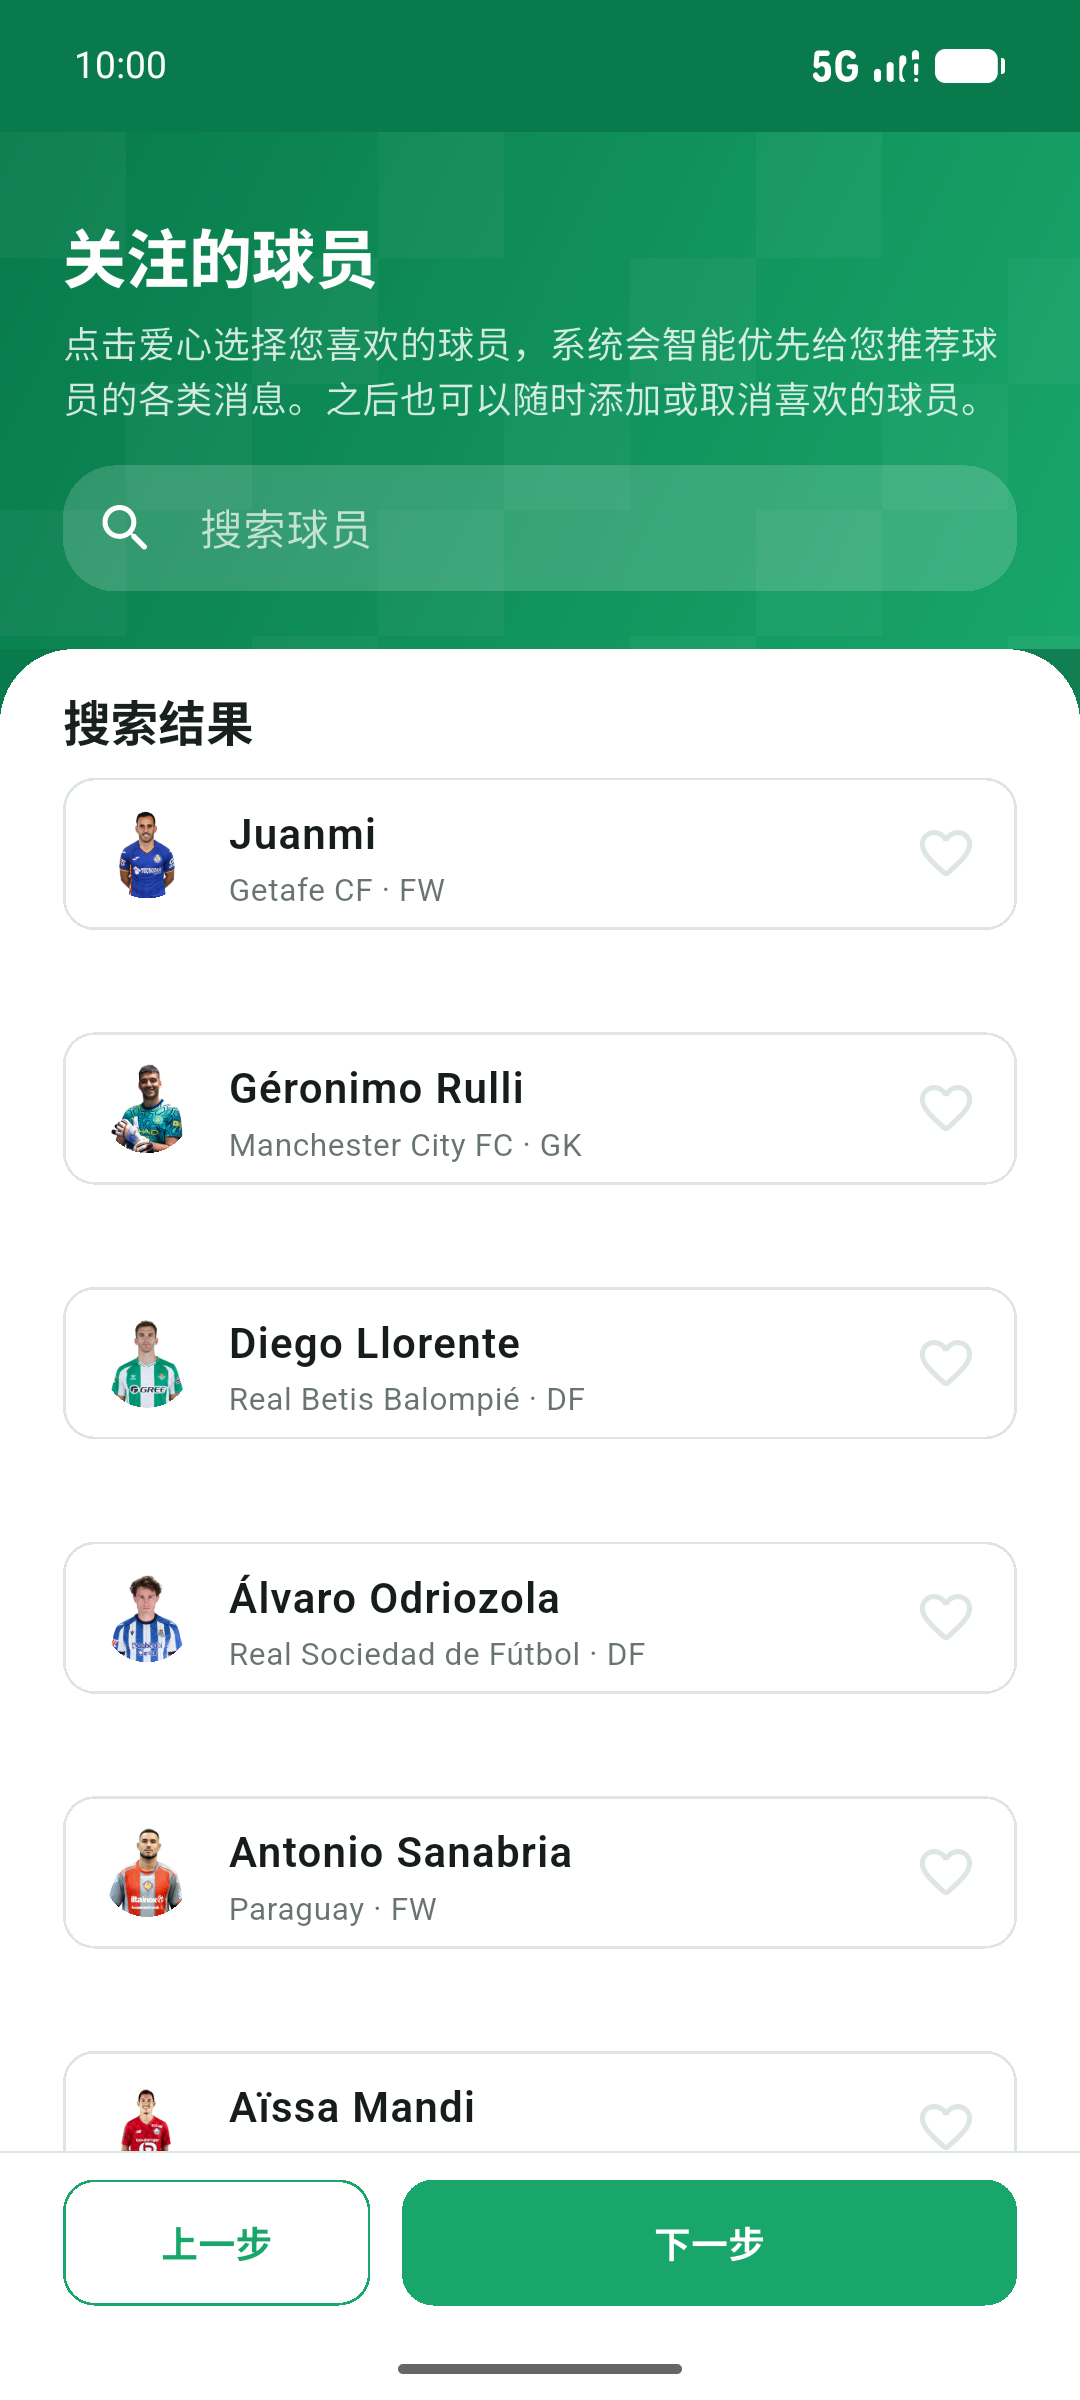 10:00
5G
关注的球员
点击爱心选择您喜欢的球员，系统会智能优先给您推荐球
员的各类消息。之后也可以随时添加或取消喜欢的球员。
搜索球员
搜索结果
Juanmi
Getafe CF · FW
Géronimo Rulli
Manchester City FC · GK
Diego Llorente
Real Betis Balompié · DF
Álvaro Odriozola
Real Sociedad de Fútbol · DF
Antonio Sanabria
Paraguay · FW
Aïssa Mandi
上一步
下一步